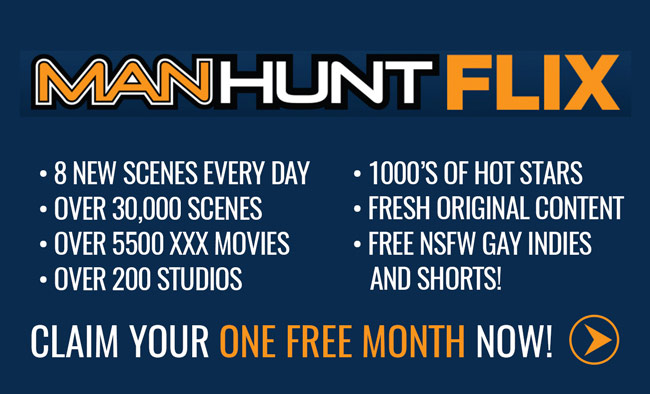 MANHUNT FLIX
• 8 NEW SCENES EVERY DAY
• OVER 30,000 SCENES
• OVER 5500 XXX MOVIES
• OVER 200 STUDIOS
• 1000'S OF HOT STARS
• FRESH ORIGINAL CONTENT
• FREE NSFW GAY INDIES
AND SHORTS!
CLAIM YOUR ONE FREE MONTH NOW!